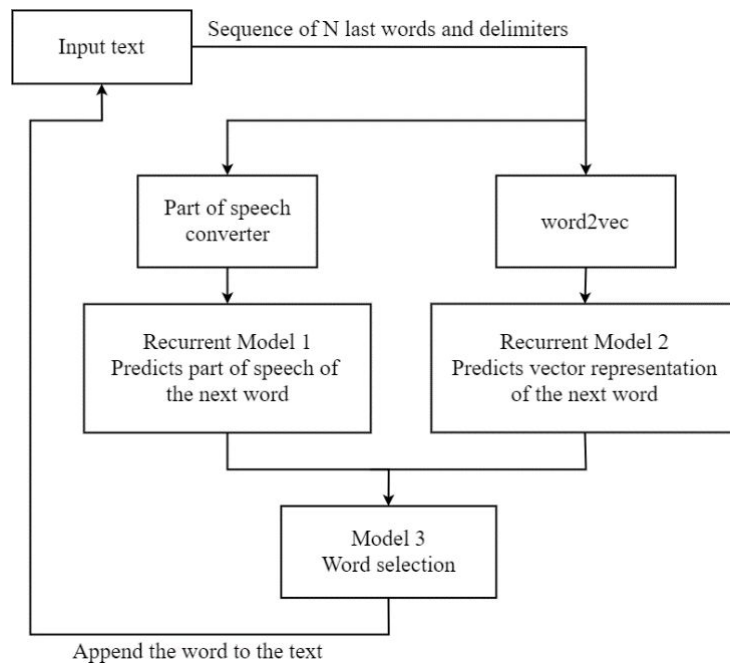 Input text
Sequence of N last words and delimiters
Part of speech
converter
word2vec
Recurrent Model 1
Predicts part of speech of
the next word
Recurrent Model 2
Predicts vector representation
of the next word
Model 3
Word selection
Append the word to the text